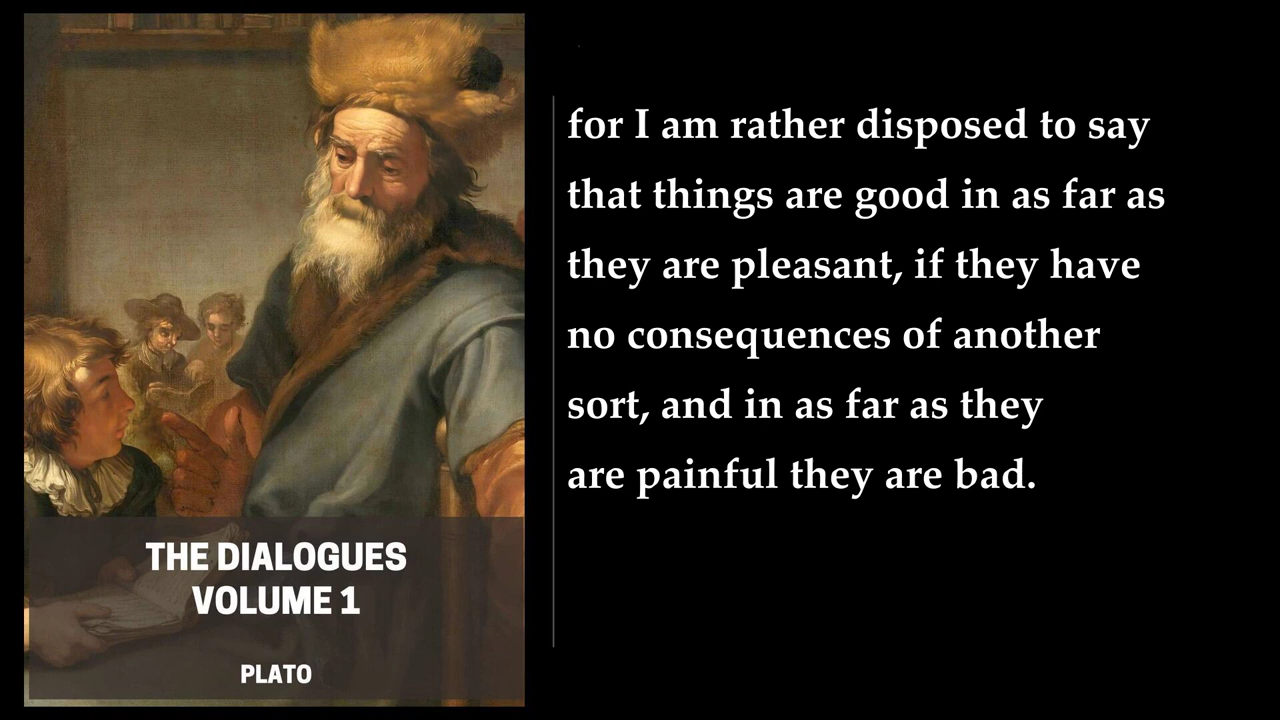 for I am rather disposed to say
that things are good in as far as
they are pleasant, if they have
no consequences of another
sort, and in as far as they
are painful they are bad.
THE DIALOGUES
VOLUME 1
PLATO